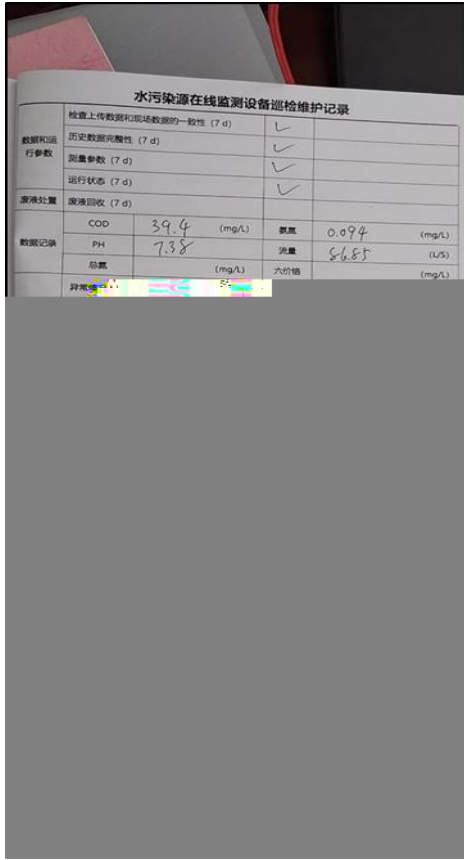 水污染源在线监测设备巡检维护记录
数据和运行参数 检查上传数据和现场数据的一致性 (7 d) ✓
历史数据完整性 (7 d) ✓
测量参数 (7 d) ✓
运行状态 (7 d) ✓
废液处置 废液回收 (7 d)
数据记录 COD 39.4 (mg/L) 氨氮 0.094 (mg/L)
PH 7.38 流量 86.85 (L/S)
总氮 (mg/L) 六价铬 (mg/L)
异常情